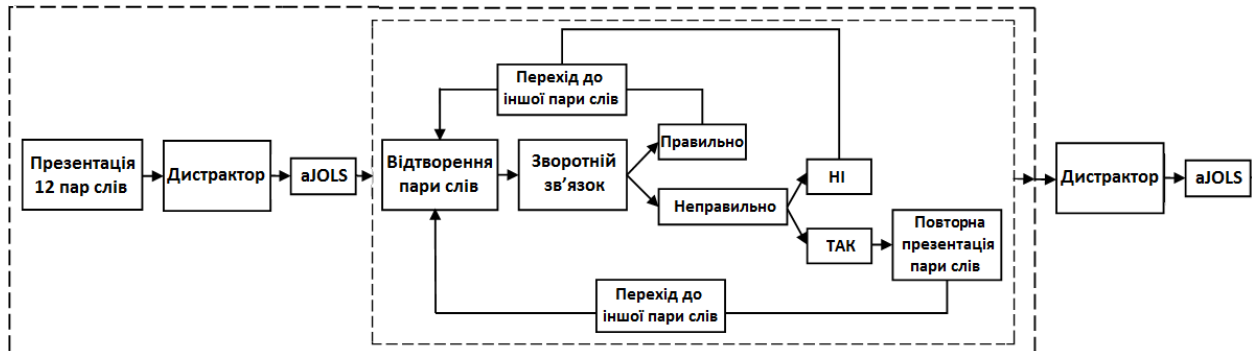 Презентація
12 пар слів
Дистрактор
aJOLS
Відтворення
пари слів
Перехід до
іншої пари слів
Зворотній
зв’язок
Правильно
Неправильно
НІ
ТАК
Повторна
презентація
пари слів
Перехід до
іншої пари слів
Дистрактор
aJOLS